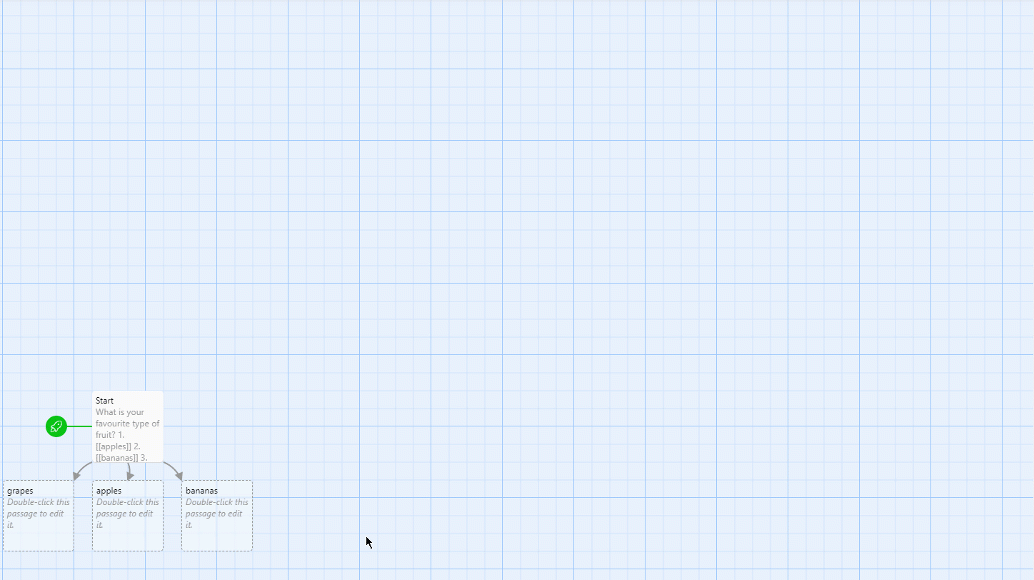 Start
What is your
favourite type of
fruit? 1.
[[apples]] 2.
[[bananas]] 3.
grapes
Double-click this
passage to edit
it.
apples
Double-click this
passage to edit
it.
bananas
Double-click this
passage to edit
it.